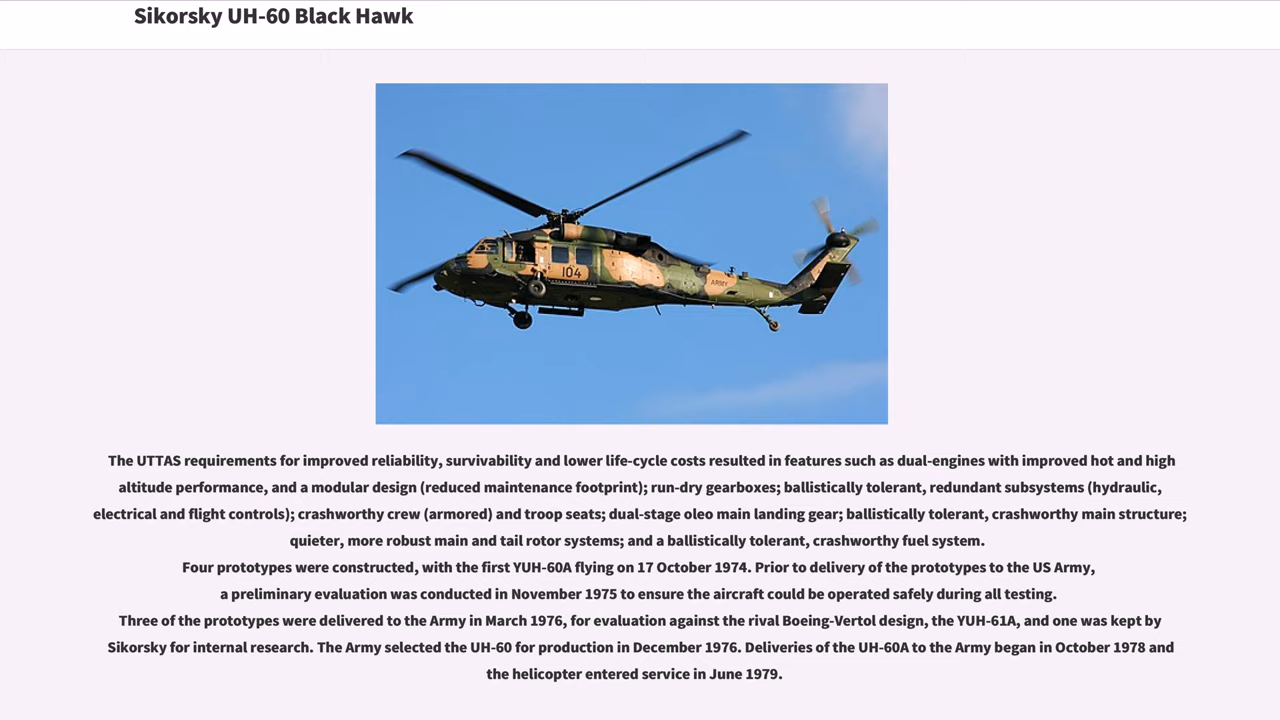 Sikorsky UH-60 Black Hawk
104
ARMY
The UTTAS requirements for improved reliability, survivability and lower life-cycle costs resulted in features such as dual-engines with improved hot and high
altitude performance, and a modular design (reduced maintenance footprint); run-dry gearboxes; ballistically tolerant, redundant subsystems (hydraulic,
electrical and flight controls); crashworthy crew (armored) and troop seats; dual-stage oleo main landing gear; ballistically tolerant, crashworthy main structure;
quieter, more robust main and tail rotor systems; and a ballistically tolerant, crashworthy fuel system.
Four prototypes were constructed, with the first YUH-60A flying on 17 October 1974. Prior to delivery of the prototypes to the US Army,
a preliminary evaluation was conducted in November 1975 to ensure the aircraft could be operated safely during all testing.
Three of the prototypes were delivered to the Army in March 1976, for evaluation against the rival Boeing-Vertol design, the YUH-61A, and one was kept by
Sikorsky for internal research. The Army selected the UH-60 for production in December 1976. Deliveries of the UH-60A to the Army began in October 1978 and
the helicopter entered service in June 1979.